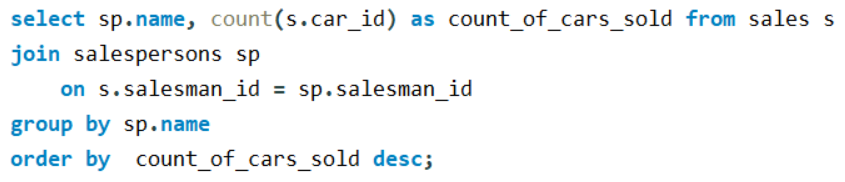 select sp.name, count(s.car_id) as count_of_cars_sold from sales s
join salespersons sp
    on s.salesman_id = sp.salesman_id
group by sp.name
order by  count_of_cars_sold desc;